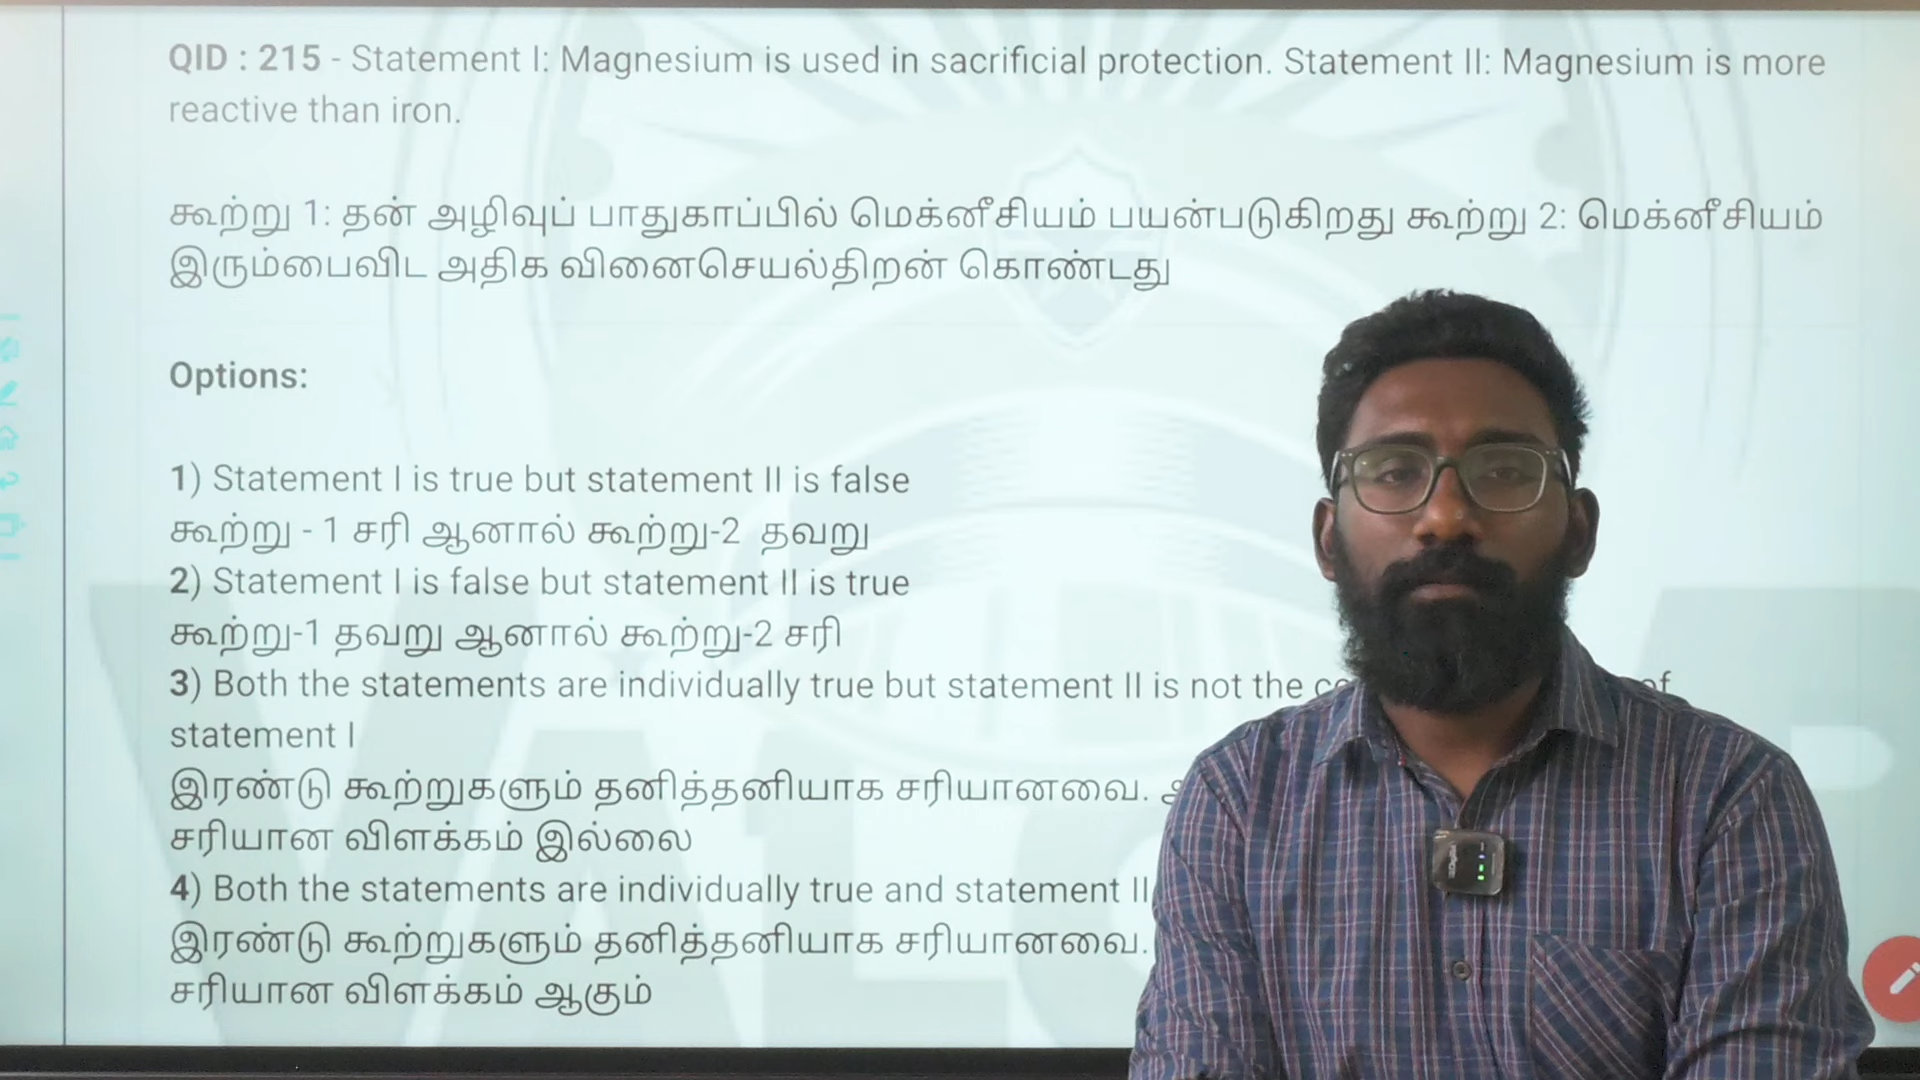 QID : 215 - Statement I: Magnesium is used in sacrificial protection. Statement II: Magnesium is more
reactive than iron.
கூற்று 1: தன் அழிவுப் பாதுகாப்பில் மெக்னீசியம் பயன்படுகிறது கூற்று 2: மெக்னீசியம்
இரும்பைவிட அதிக வினைசெயல்திறன் கொண்டது
Options:
1) Statement I is true but statement II is false
கூற்று - 1 சரி ஆனால் கூற்று-2 தவறு
2) Statement I is false but statement II is true
கூற்று-1 தவறு ஆனால் கூற்று-2 சரி
3) Both the statements are individually true but statement II is not the of
statement I
இரண்டு கூற்றுகளும் தனித்தனியாக சரியானவை.
சரியான விளக்கம் இல்லை
4) Both the statements are individually true and statement II
இரண்டு கூற்றுகளும் தனித்தனியாக சரியானவை.
சரியான விளக்கம் ஆகும்